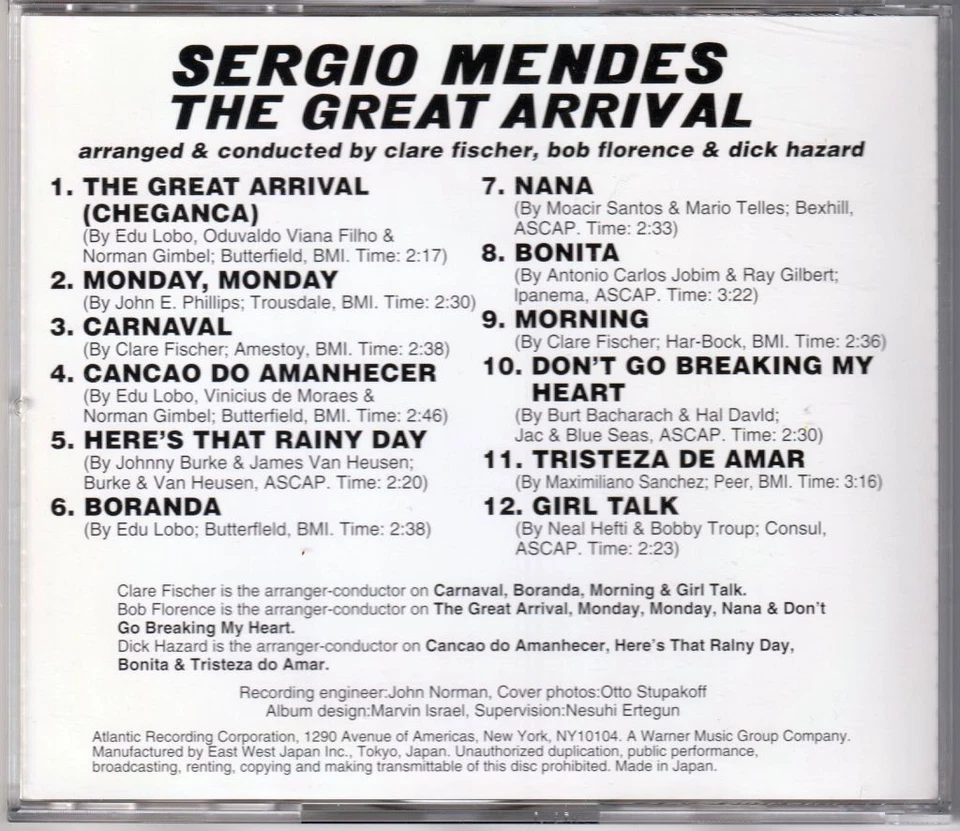 SERGIO MENDES
THE GREAT ARRIVAL
arranged & conducted by clare fischer, bob florence & dick hazard
1. THE GREAT ARRIVAL
(CHEGANCA)
(By Edu Lobo, Oduvaldo Viana Filho &
Norman Gimbel; Butterfield, BMI. Time: 2:17)
2. MONDAY, MONDAY
(By John E. Phillips; Trousdale, BMI. Time: 2:30)
3. CARNAVAL
(By Clare Fischer; Amestoy, BMI. Time: 2:38)
4. CANCAO DO AMANHECER
(By Edu Lobo, Vinicius de Moraes &
Norman Gimbel; Butterfield, BMI. Time: 2:46)
5. HERE'S THAT RAINY DAY
(By Johnny Burke & James Van Heusen;
Burke & Van Heusen, ASCAP. Time: 2:20)
6. BORANDA
(By Edu Lobo; Butterfleld, BMI. Time: 2:38)
7. NANA
(By Moacir Santos & Mario Telles; Bexhill,
ASCAP. Time: 2:33)
8. BONITA
(By Antonio Carlos Jobim & Ray Gilbert;
Ipanema, ASCAP. Time: 3:22)
9. MORNING
(By Clare Fischer; Har-Bock, BMI. Time: 2:36)
10. DON'T GO BREAKING MY
HEART
(By Burt Bacharach & Hal Davld;
Jac & Blue Seas, ASCAP. Time: 2:30)
11. TRISTEZA DE AMAR
(By Maximiliano Sanchez; Peer, BMI. Time: 3:16)
12. GIRL TALK
(By Neal Hefti & Bobby Troup; Consul,
ASCAP. Time: 2:23)
Clare Fischer is the arranger-conductor on Carnaval, Boranda, Morning & Girl Talk.
Bob Florence is the arranger-conductor on The Great Arrival, Monday, Monday, Nana & Don't
Go Breaking My Heart.
Dick Hazard is the arranger-conductor on Cancao do Amanhecer, Here's That Ralny Day,
Bonita & Tristeza do Amar.
Recording engineer:John Norman, Cover photos:Otto Stupakoff
Album design:Marvin Israel, Supervision:Nesuhi Ertegun
Atlantic Recording Corporation, 1290 Avenue of Americas, New York, NY10104. A Warner Music Group Company.
Manufactured by East West Japan Inc., Tokyo, Japan. Unauthorized duplication, public performance,
broadcasting, renting, copying and making transmittable of this disc prohibited. Made in Japan.